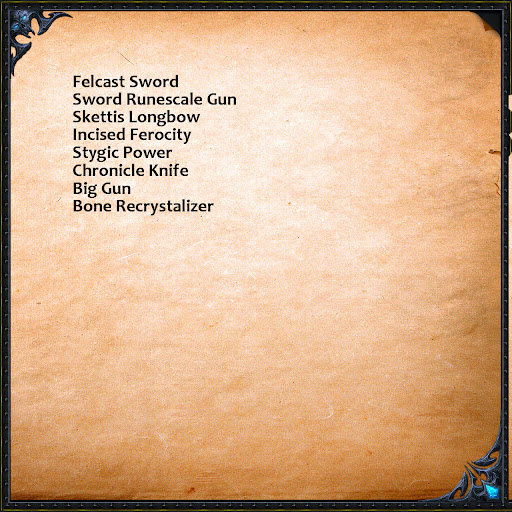 Felcast Sword
Sword Runescale Gun
Skettis Longbow
Incised Ferocity
Stygic Power
Chronicle Knife
Big Gun
Bone Recrystalizer